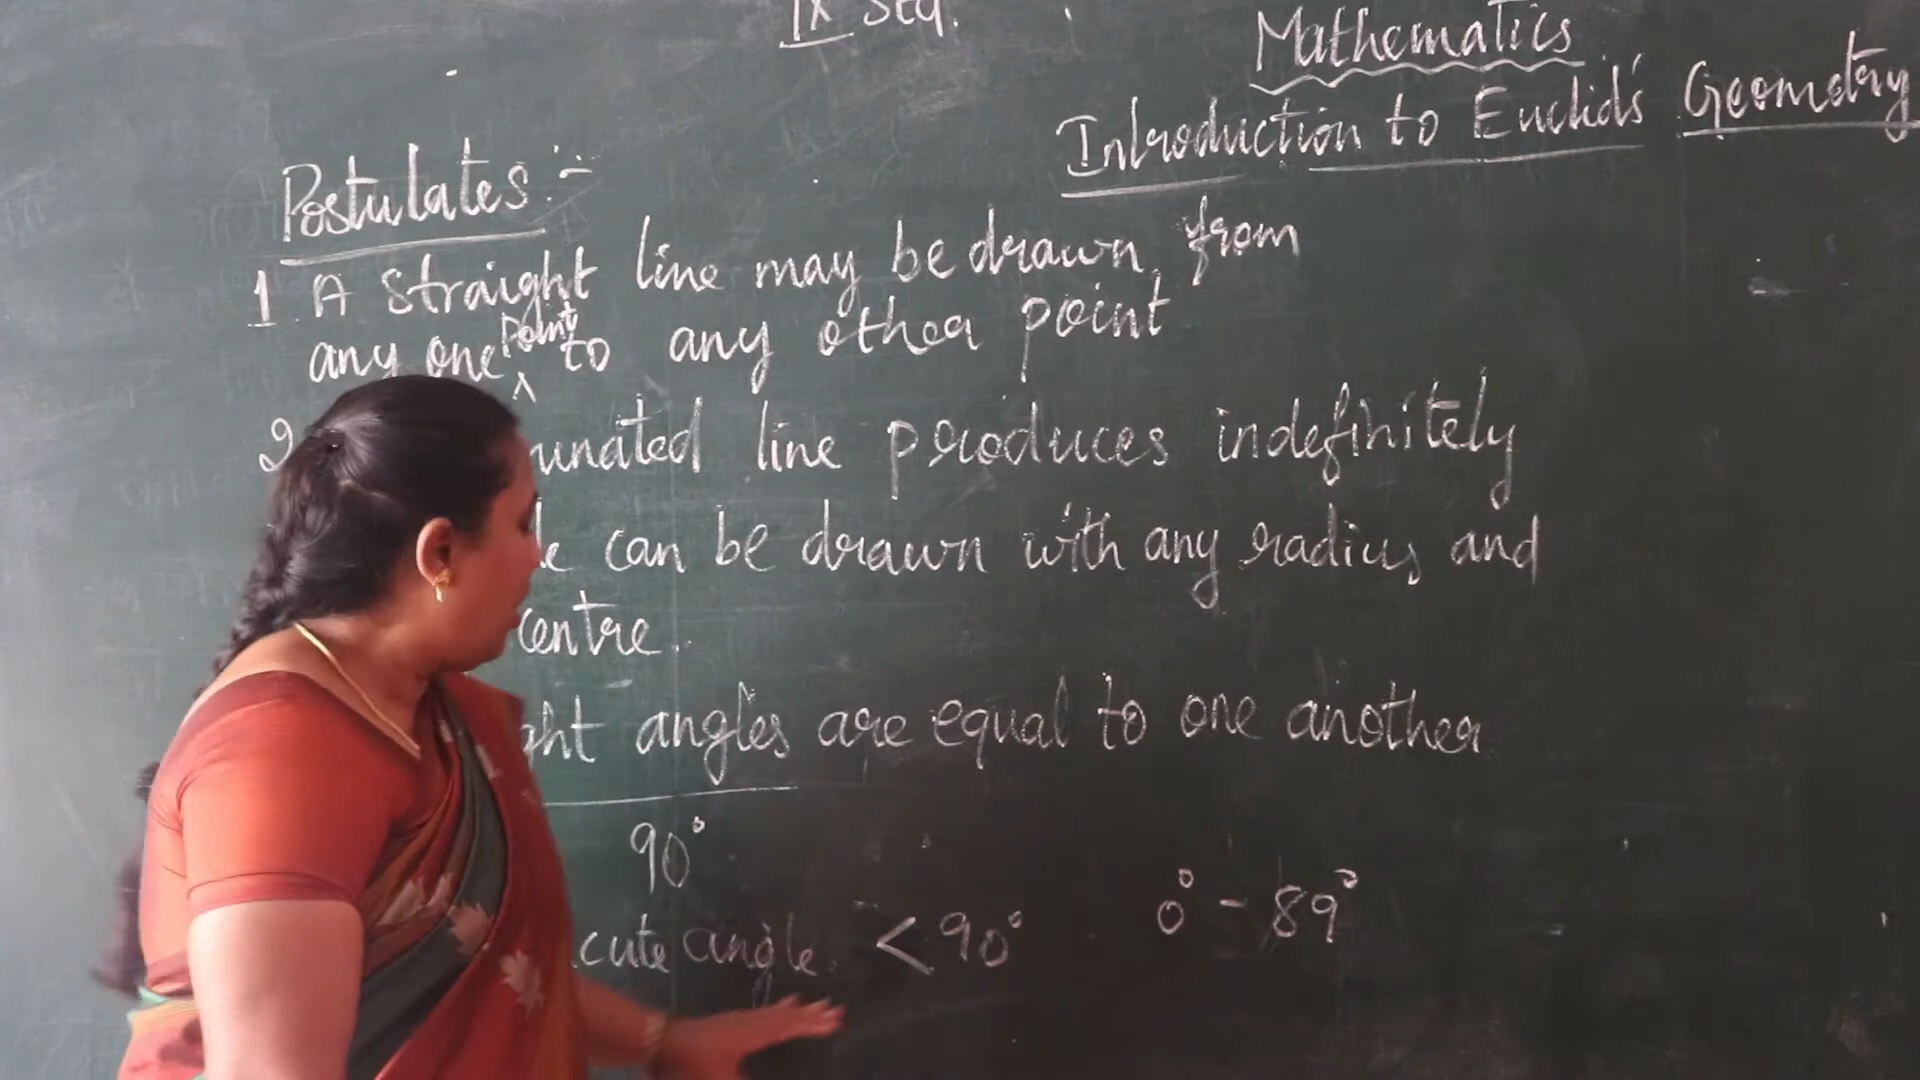 IX Std.
Mathematics
Introduction to Euclid's Geometry
Postulates :-
1. A straight line may be drawn from
any one point to any other point
2 line produces indefinitely
can be drawn with any radius and
centre.
angles are equal to one another
90°
angle < 90° 0° - 89°